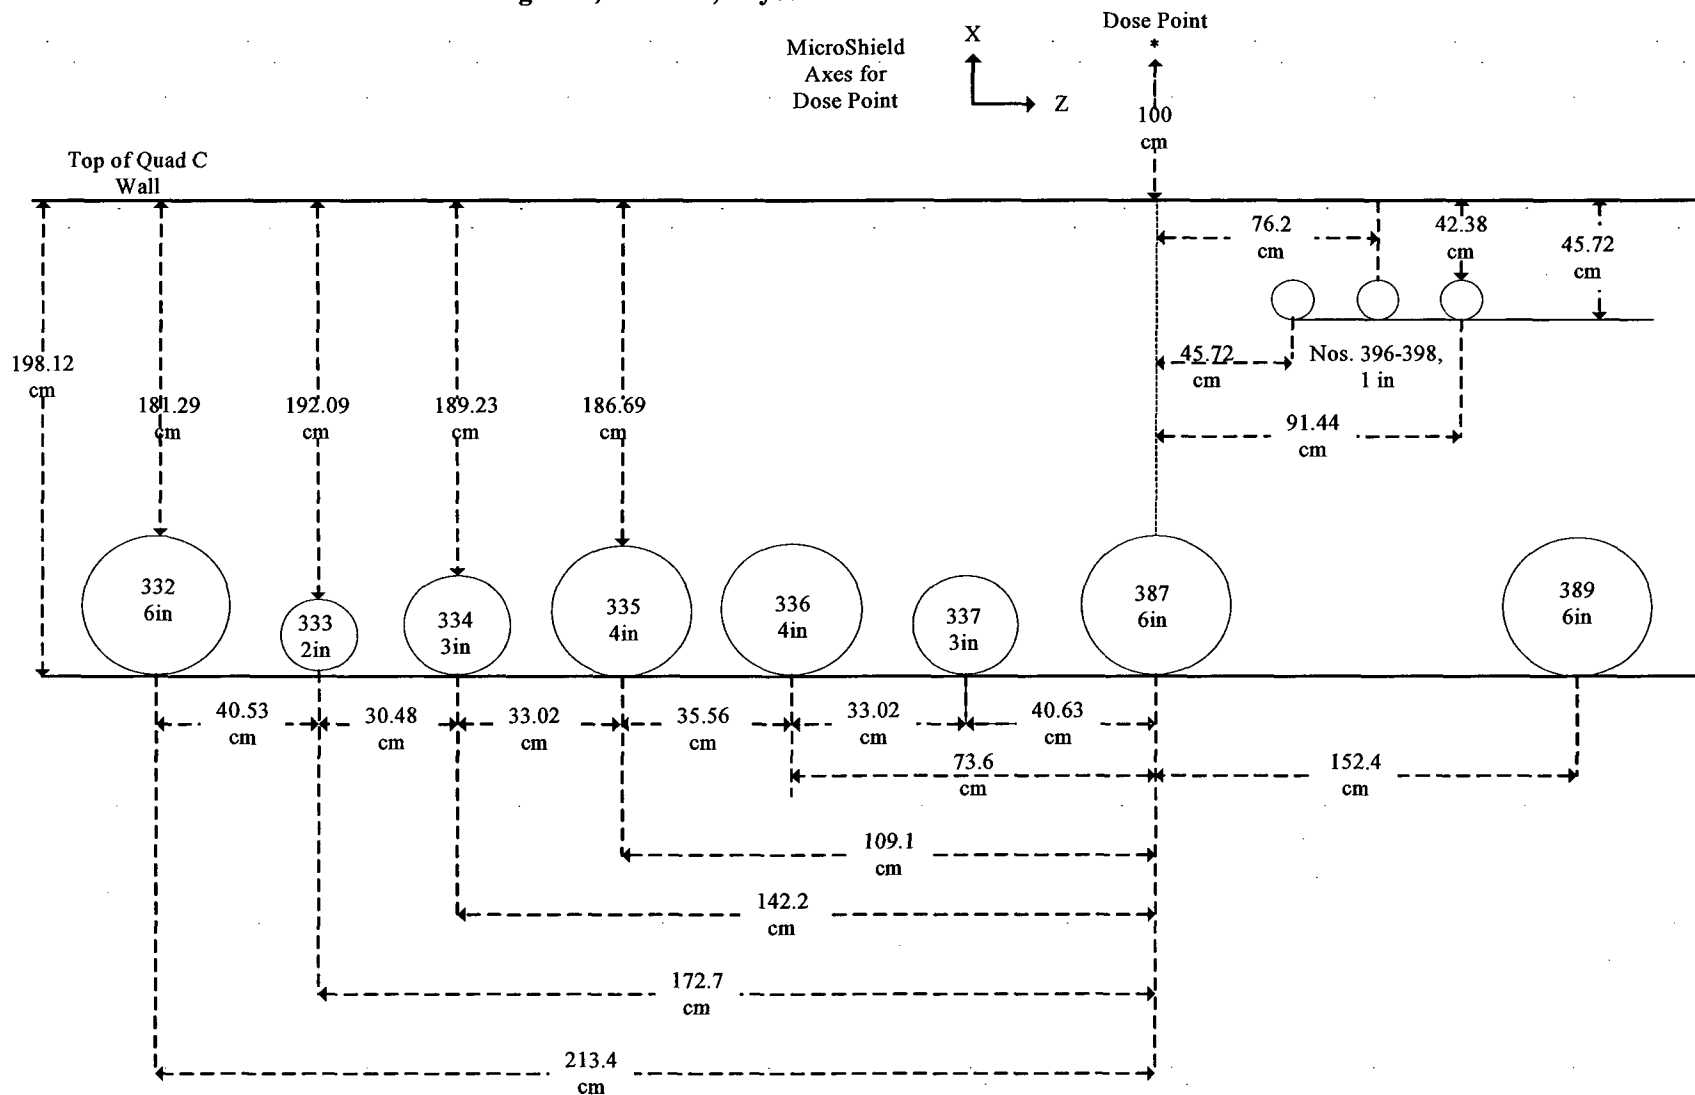 Dose Point
*
X
MicroShield
Axes for
Dose Point
Z
100
cm
Top of Quad C
Wall
76.2
cm
42.38
cm
45.72
cm
198.12
cm
45.72
cm
Nos. 396-398,
1 in
181.29
cm
192.09
cm
189.23
cm
186.69
cm
91.44
cm
332
6in
333
2in
334
3in
335
4in
336
4in
337
3in
387
6in
389
6in
40.53
cm
30.48
cm
33.02
cm
35.56
cm
33.02
cm
40.63
cm
73.6
cm
152.4
cm
109.1
cm
142.2
cm
172.7
cm
213.4
cm